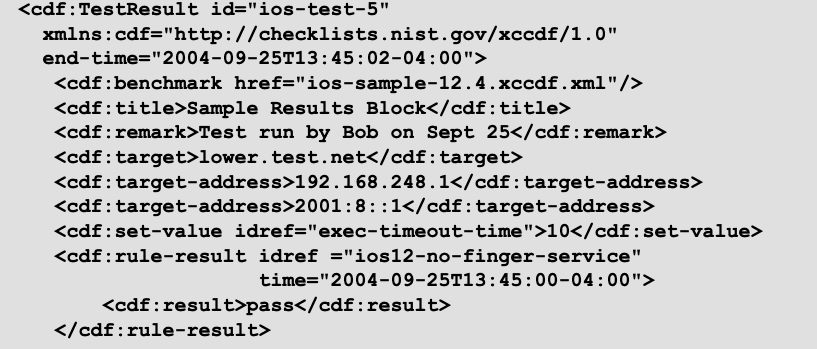 <cdf:TestResult id="ios-test-5"
xmlns:cdf="http://checklists.nist.gov/xccdf/1.0"
end-time="2004-09-25T13:45:02-04:00">
<cdf:benchmark href="ios-sample-12.4.xccdf.xml"/>
<cdf:title>Sample Results Block</cdf:title>
<cdf:remark>Test run by Bob on Sept 25</cdf:remark>
<cdf:target>lower.test.net</cdf:target>
<cdf:target-address>192.168.248.1</cdf:target-address>
<cdf:target-address>2001:8::1</cdf:target-address>
<cdf:set-value idref="exec-timeout-time">10</cdf:set-value>
<cdf:rule-result idref ="ios12-no-finger-service"
time="2004-09-25T13:45:00-04:00">
<cdf:result>pass</cdf:result>
</cdf:rule-result>